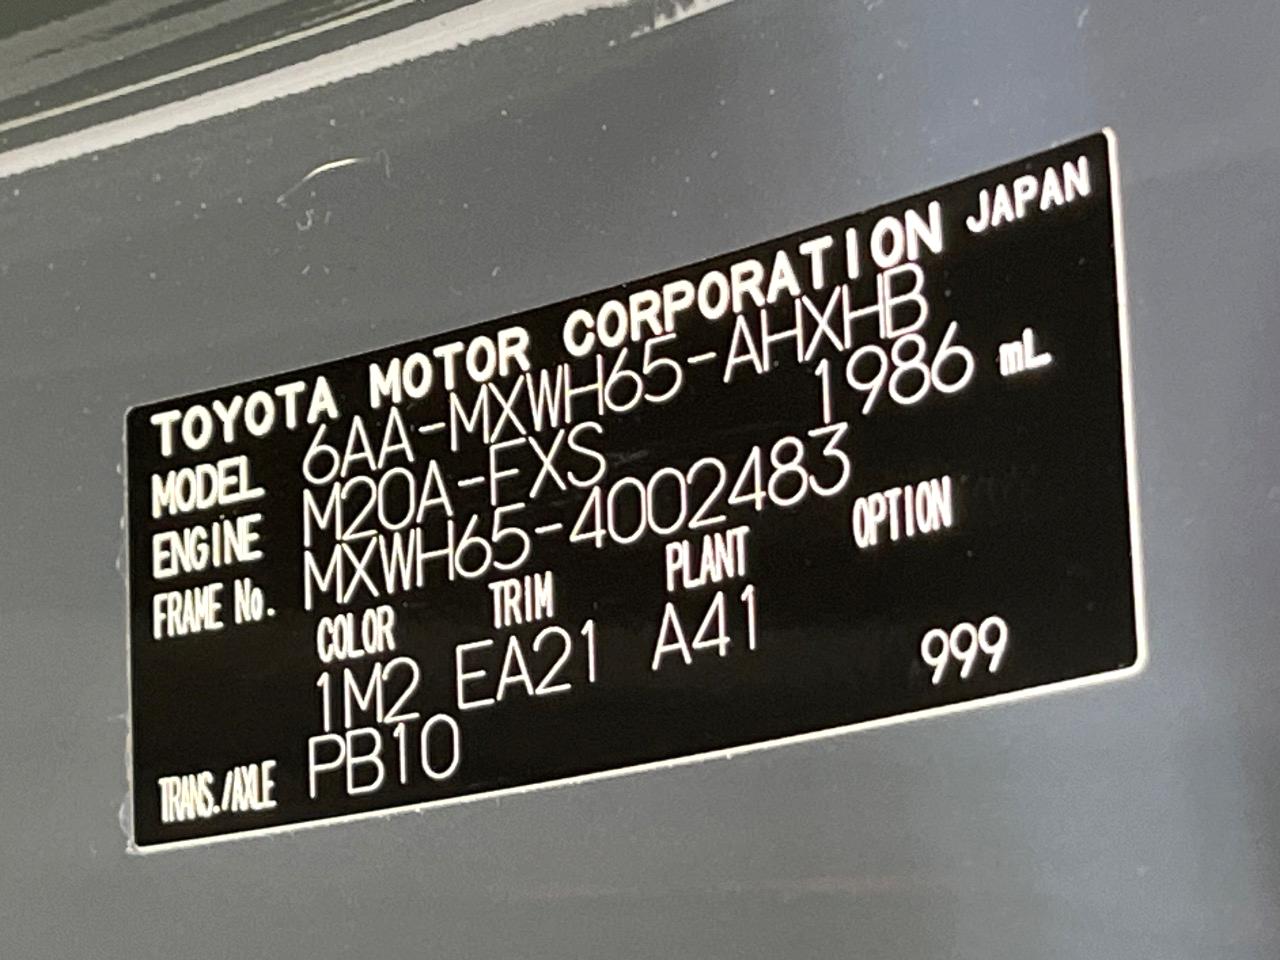 TOYOTA MOTOR CORPORATION JAPAN
MODEL 6AA-MXWH65-AHXHB
ENGINE M20A-FXS 1986 mL
FRAME No. MXWH65-4002483
COLOR TRIM PLANT OPTION
1M2 EA21 A41 999
TRANS./AXLE PB10